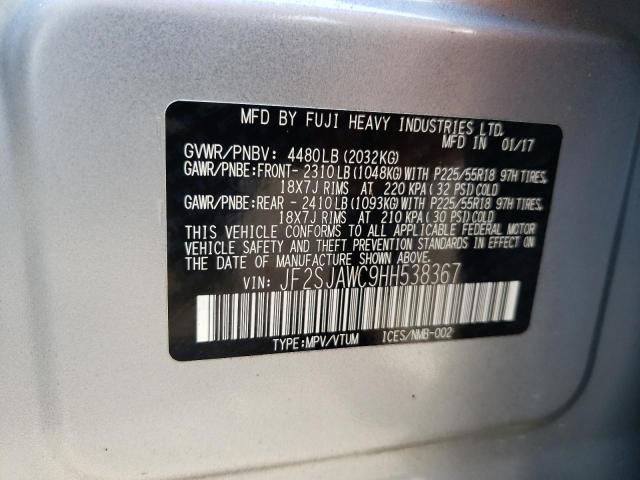 MFD BY FUJI HEAVY INDUSTRIES LTD.
MFD IN 01/17
GVWR/PNBV: 4480LB(2032KG)
GAWR/PNBE:FRONT- 2310LB(1048KG)WITH P225/55R18 97H TIRES,
18X7J RIMS AT 220 KPA(32 PSI)COLD
GAWR/PNBE:REAR - 2410LB(1093KG)WITH P225/55R18 97H TIRES,
18X7J RIMS AT 210 KPA(30 PSI)COLD
THIS VEHICLE CONFORMS TO ALL APPLICABLE FEDERAL MOTOR
VEHICLE SAFETY AND THEFT PREVENTION STANDARDS IN EFFECT ON
THE DATE OF MANUFACTURE SHOWN ABOVE.
VIN: JF2SJAWC9HH538367
TYPE:MPV/VTUM ICES/NMB-002